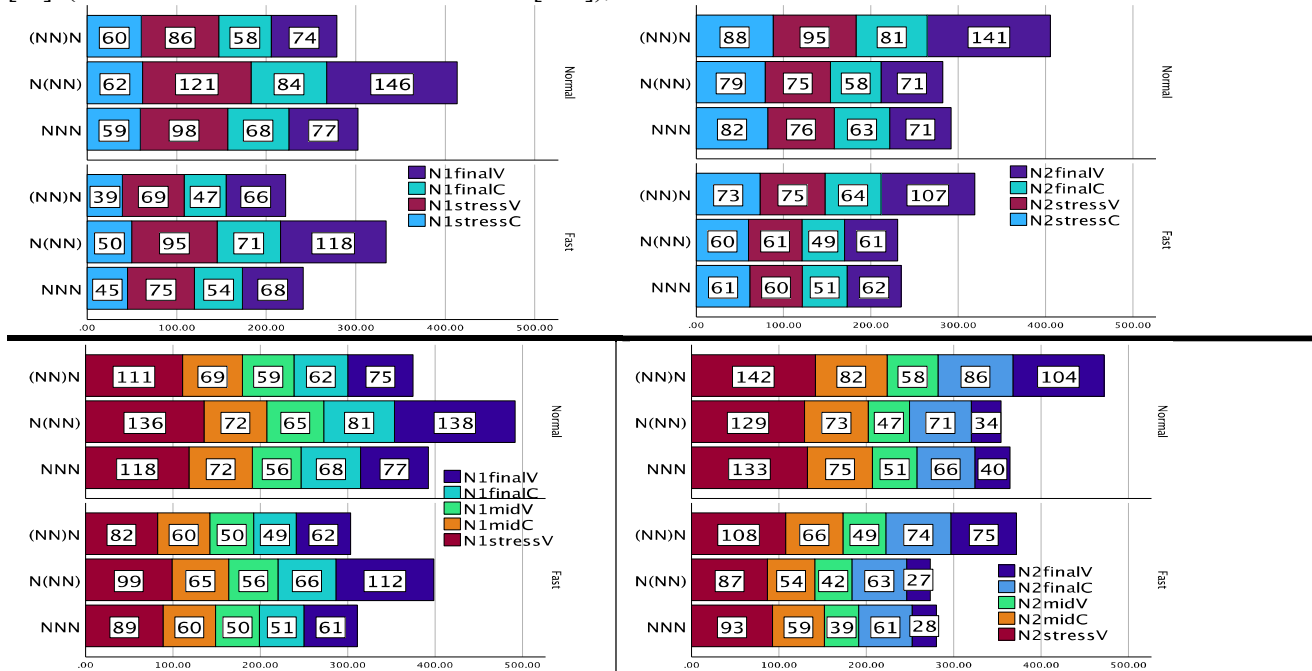 (NN)N 60 86 58 74
N(NN) 62 121 84 146
NNN 59 98 68 77
Normal
(NN)N 39 69 47 66
N(NN) 50 95 71 118
NNN 45 75 54 68
Fast
N1finalV
N1finalC
N1stressV
N1stressC
.00 100.00 200.00 300.00 400.00 500.00
(NN)N 88 95 81 141
N(NN) 79 75 58 71
NNN 82 76 63 71
Normal
(NN)N 73 75 64 107
N(NN) 60 61 49 61
NNN 61 60 51 62
Fast
N2finalV
N2finalC
N2stressV
N2stressC
.00 100.00 200.00 300.00 400.00 500.00
(NN)N 111 69 59 62 75
N(NN) 136 72 65 81 138
NNN 118 72 56 68 77
Normal
(NN)N 82 60 50 49 62
N(NN) 99 65 56 66 112
NNN 89 60 50 51 61
Fast
N1finalV
N1finalC
N1midV
N1midC
N1stressV
.00 100.00 200.00 300.00 400.00 500.00
(NN)N 142 82 58 86 104
N(NN) 129 73 47 71 34
NNN 133 75 51 66 40
Normal
(NN)N 108 66 49 74 75
N(NN) 87 54 42 63 27
NNN 93 59 39 61 28
Fast
N2finalV
N2finalC
N2midV
N2midC
N2stressV
.00 100.00 200.00 300.00 400.00 500.00